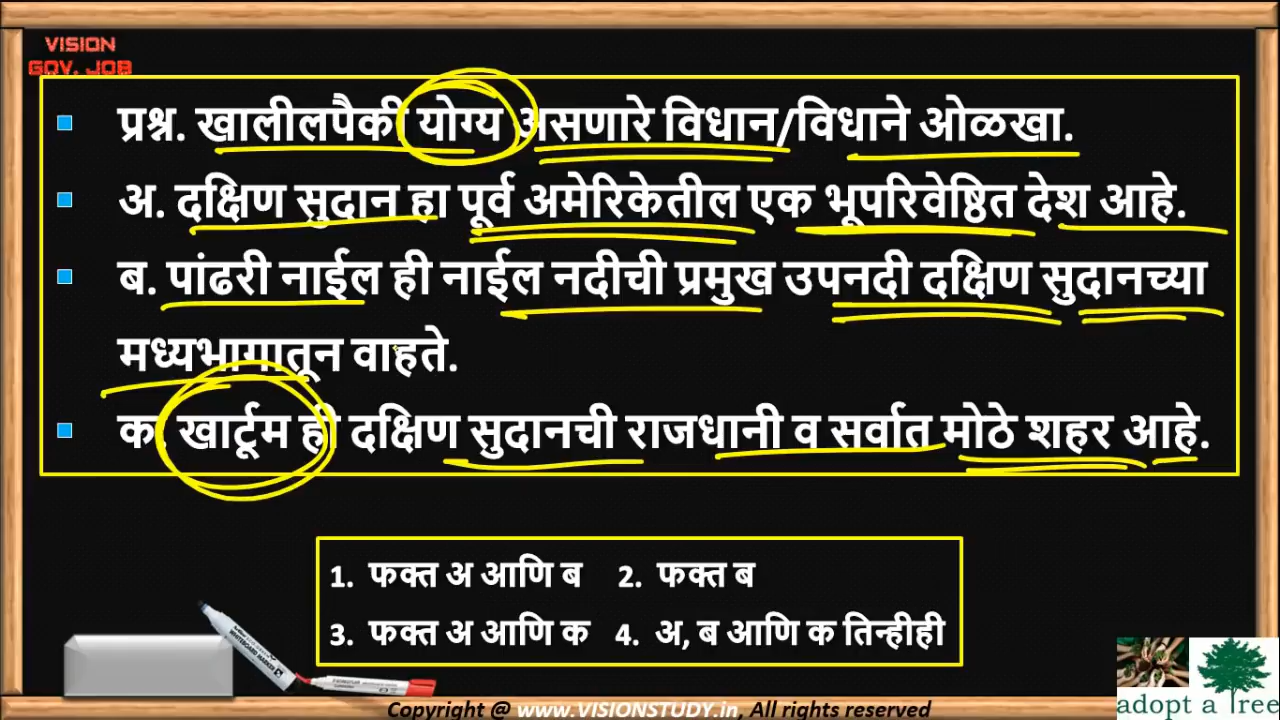 VISION
GOV. JOB
प्रश्न. खालीलपैकी योग्य असणारे विधान/विधाने ओळखा.
अ. दक्षिण सुदान हा पूर्व अमेरिकेतील एक भूपरिवेष्ठित देश आहे.
ब. पांढरी नाईल ही नाईल नदीची प्रमुख उपनदी दक्षिण सुदानच्या
मध्यभागातून वाहते.
क. खार्टूम ही दक्षिण सुदानची राजधानी व सर्वात मोठे शहर आहे.
1. फक्त अ आणि ब 2. फक्त ब
3. फक्त अ आणि क 4. अ, ब आणि क तिन्हीही
adopt a Tree
Copyright @ www.VISIONSTUDY.in, All rights reserved